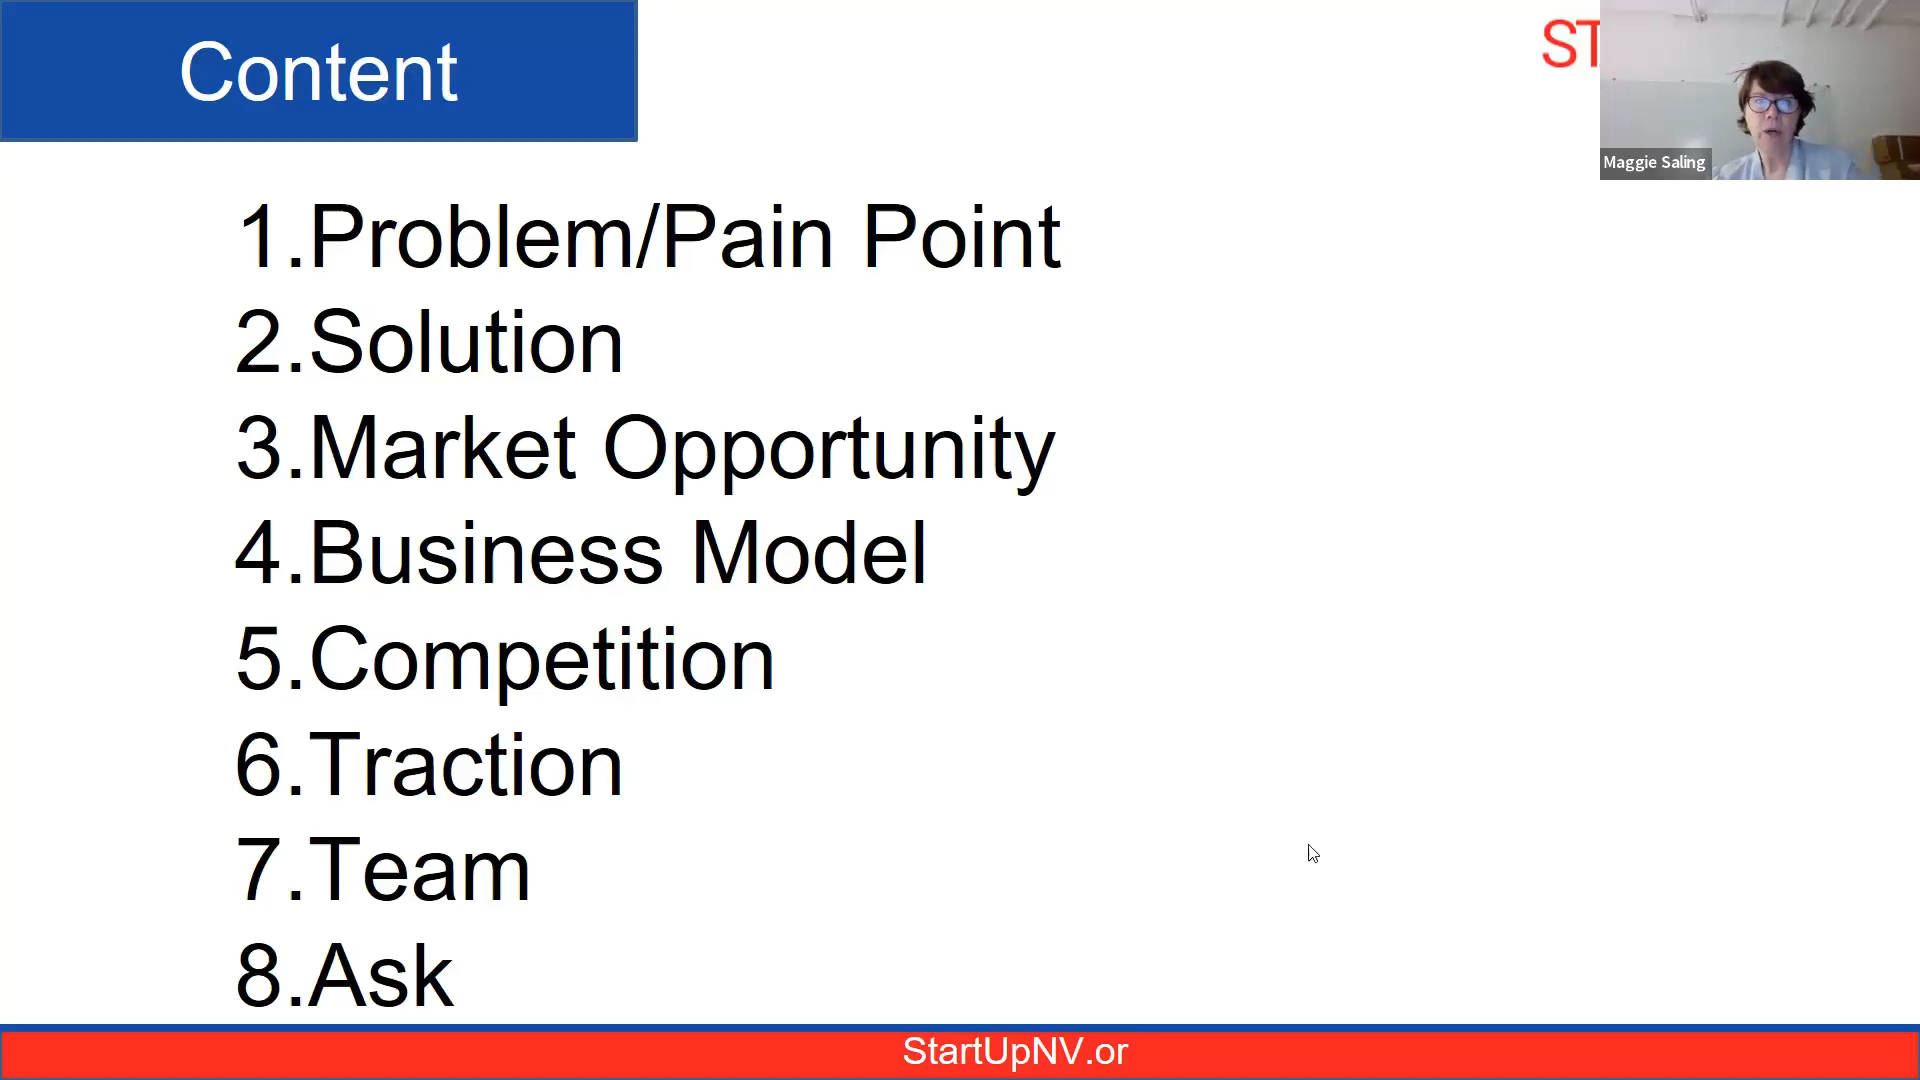 Content
ST
Maggie Saling
1.Problem/Pain Point
2.Solution
3.Market Opportunity
4.Business Model
5.Competition
6.Traction
7.Team
8.Ask
StartUpNV.or